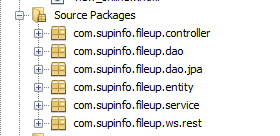 Source Packages
com.supinfo.fileup.controller
com.supinfo.fileup.dao
com.supinfo.fileup.dao.jpa
com.supinfo.fileup.entity
com.supinfo.fileup.service
com.supinfo.fileup.ws.rest